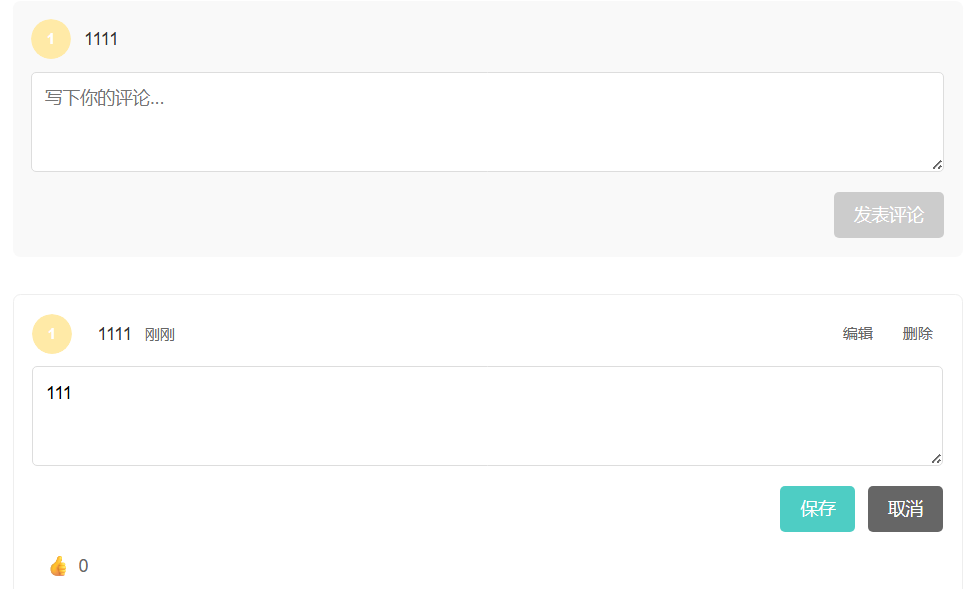 1 1111
写下你的评论...
发表评论
1 1111 刚刚 编辑 删除
111
保存 取消
👍 0